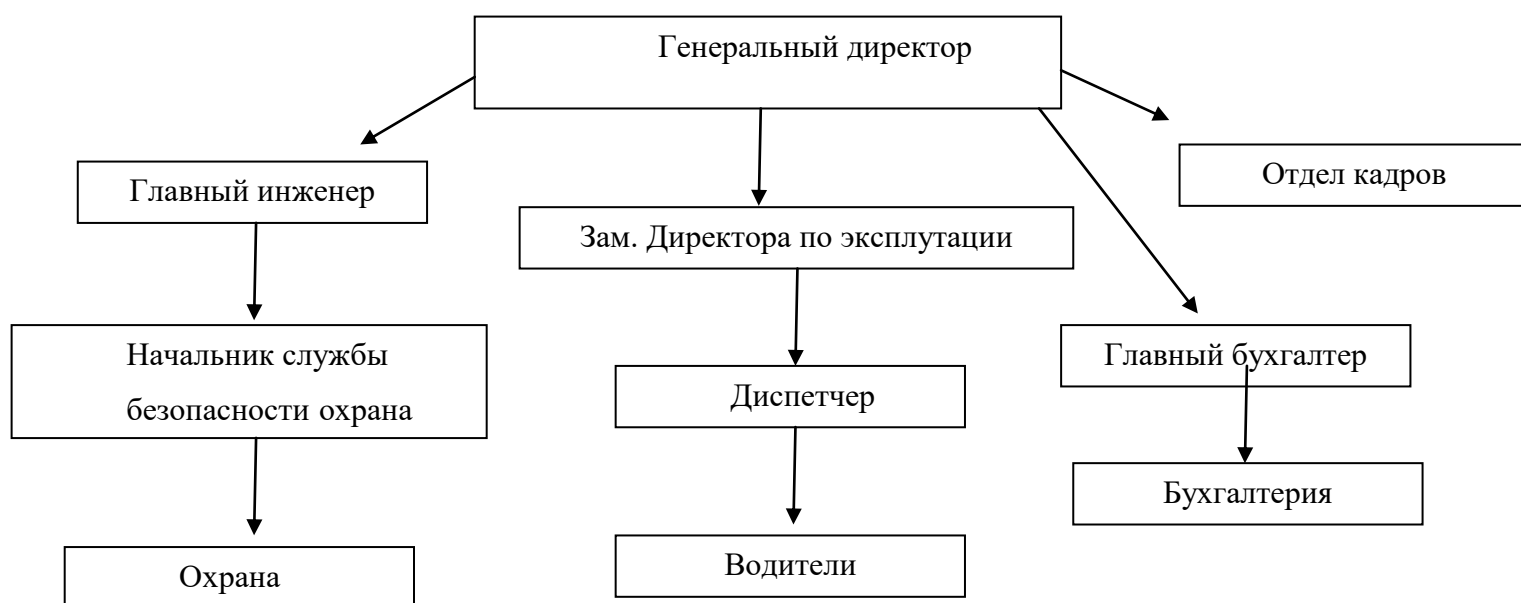 Генеральный директор
Главный инженер
Отдел кадров
Зам. Директора по эксплутации
Начальник службы
безопасности охрана
Главный бухгалтер
Диспетчер
Бухгалтерия
Охрана
Водители